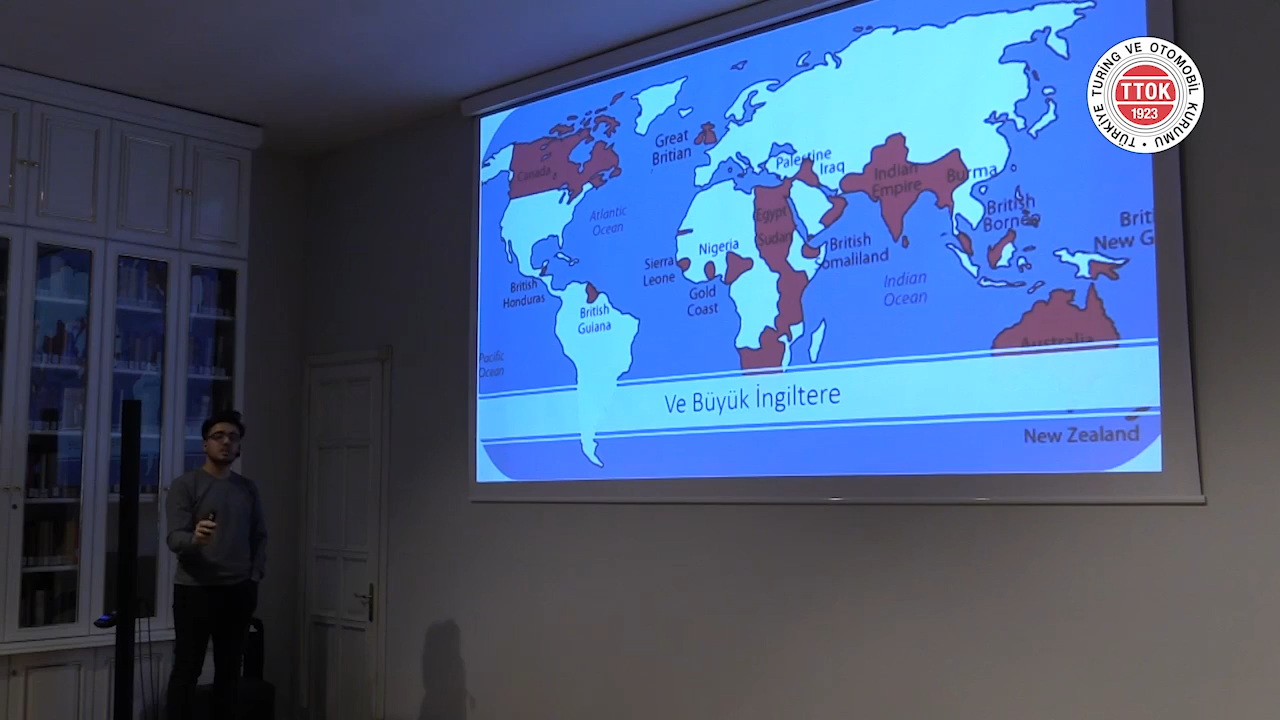 TÜRKİYE TURİNG VE OTOMOBİL KURUMU
TTOK
1923
Great
Britian
Canada
Palestine
Iraq
Indian
Empire
Burma
Atlantic
Ocean
Egypt
Sudan
British
Borneo
Nigeria
British
Somaliland
Brit
New G
Sierra
Leone
British
Honduras
Gold
Coast
Indian
Ocean
British
Guiana
Pacific
Ocean
Australia
Ve Büyük İngiltere
New Zealand